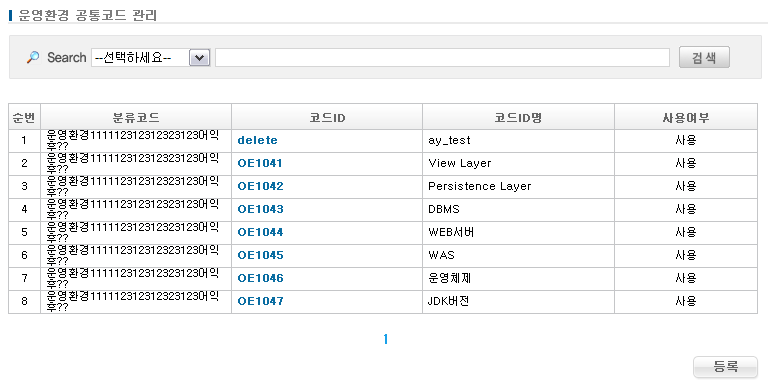 운영환경 공통코드 관리
Search --선택하세요-- 검색
순번 분류코드 코드ID 코드ID명 사용여부
1 운영환경111112312312323123어익 delete ay_test 사용
후??
2 운영환경111112312312323123어익 OE1041 View Layer 사용
후??
3 운영환경111112312312323123어익 OE1042 Persistence Layer 사용
후??
4 운영환경111112312312323123어익 OE1043 DBMS 사용
후??
5 운영환경111112312312323123어익 OE1044 WEB서버 사용
후??
6 운영환경111112312312323123어익 OE1045 WAS 사용
후??
7 운영환경111112312312323123어익 OE1046 운영체제 사용
후??
8 운영환경111112312312323123어익 OE1047 JDK버전 사용
후??
1
등록